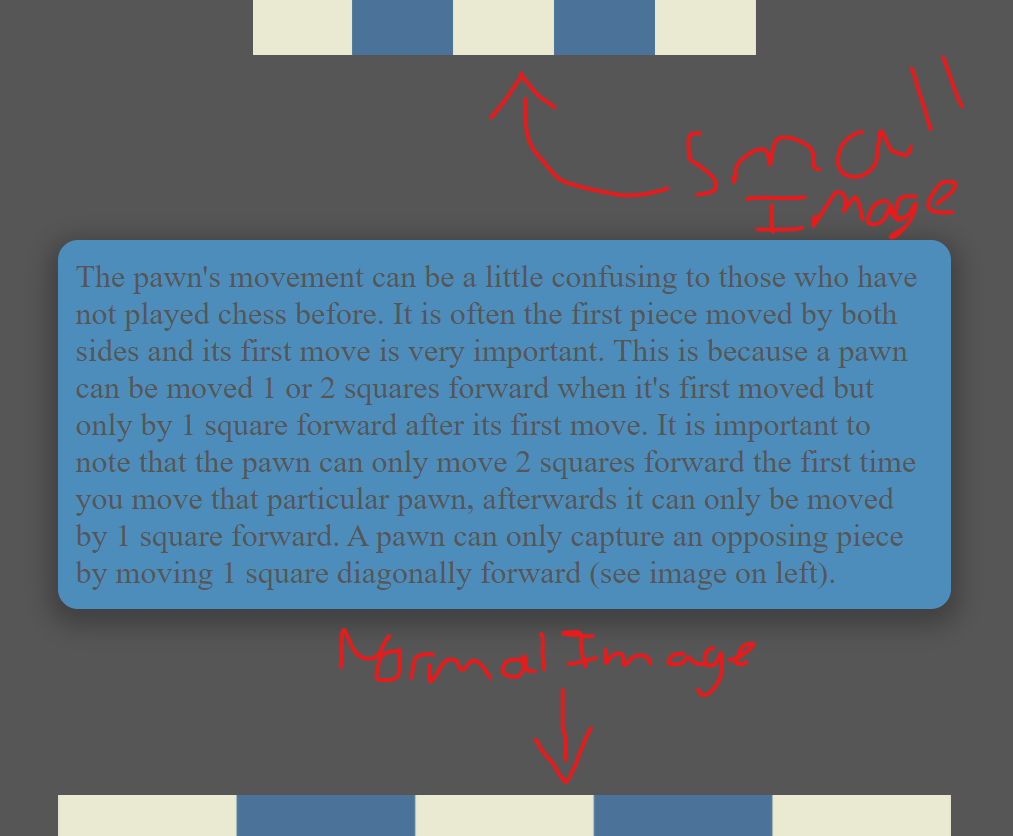 Small
Image
The pawn's movement can be a little confusing to those who have
not played chess before. It is often the first piece moved by both
sides and its first move is very important. This is because a pawn
can be moved 1 or 2 squares forward when it's first moved but
only by 1 square forward after its first move. It is important to
note that the pawn can only move 2 squares forward the first time
you move that particular pawn, afterwards it can only be moved
by 1 square forward. A pawn can only capture an opposing piece
by moving 1 square diagonally forward (see image on left).
Normal Image